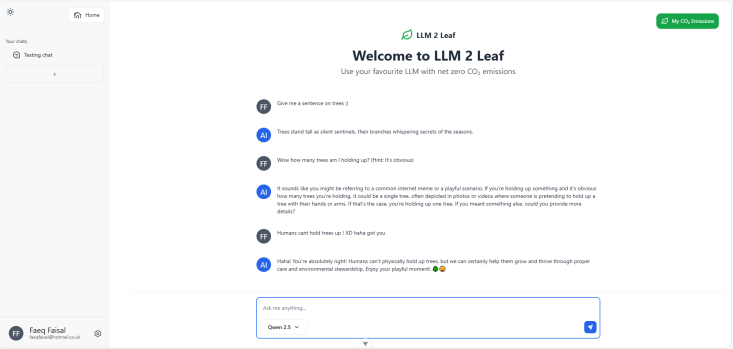 Home
My CO₂ Emissions
Your chats:
Testing chat
+
LLM 2 Leaf
Welcome to LLM 2 Leaf
Use your favourite LLM with net zero CO₂ emissions
FF
Give me a sentence on trees :)
AI
Trees stand tall as silent sentinels, their branches whispering secrets of the seasons.
FF
Wow how many trees am I holding up? (Hint: It's obvious)
AI
It sounds like you might be referring to a common internet meme or a playful scenario. If you're holding up something and it's obvious
how many trees you're holding, it could be a single tree, often depicted in photos or videos where someone is pretending to hold up a
tree with their hands or arms. If that's the case, you're holding up one tree. If you meant something else, could you provide more
details?
FF
Humans cant hold trees up ! XD haha got you
AI
Haha! You're absolutely right! Humans can't physically hold up trees, but we can certainly help them grow and thrive through proper
care and environmental stewardship. Enjoy your playful moment! 🌳😄
Ask me anything...
Qwen 2.5
FF
Faeq Faisal
faeqfaisal@hotmail.co.uk